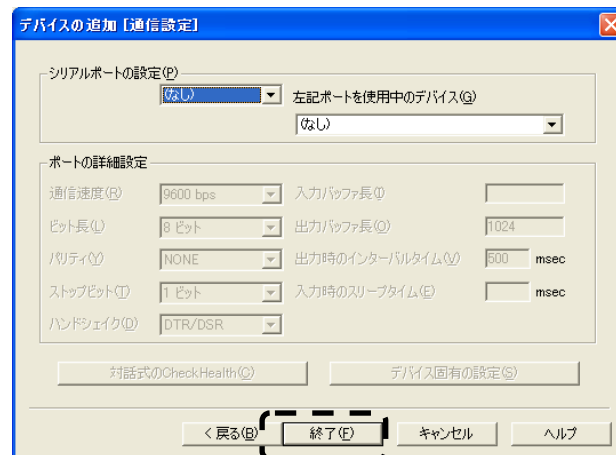 デバイスの追加 [通信設定]
シリアルポートの設定(P)
(なし)
左記ポートを使用中のデバイス(G)
(なし)
ポートの詳細設定
通信速度(R) 9600 bps 入力バッファ長(I)
ビット長(L) 8 ビット 出力バッファ長(O) 1024
パリティ(Y) NONE 出力時のインターバルタイム(V) 500 msec
ストップビット(T) 1 ビット 入力時のスリープタイム(E) msec
ハンドシェイク(D) DTR/DSR
対話式のCheckHealth(C) デバイス固有の設定(S)
< 戻る(B) 終了(F) キャンセル ヘルプ